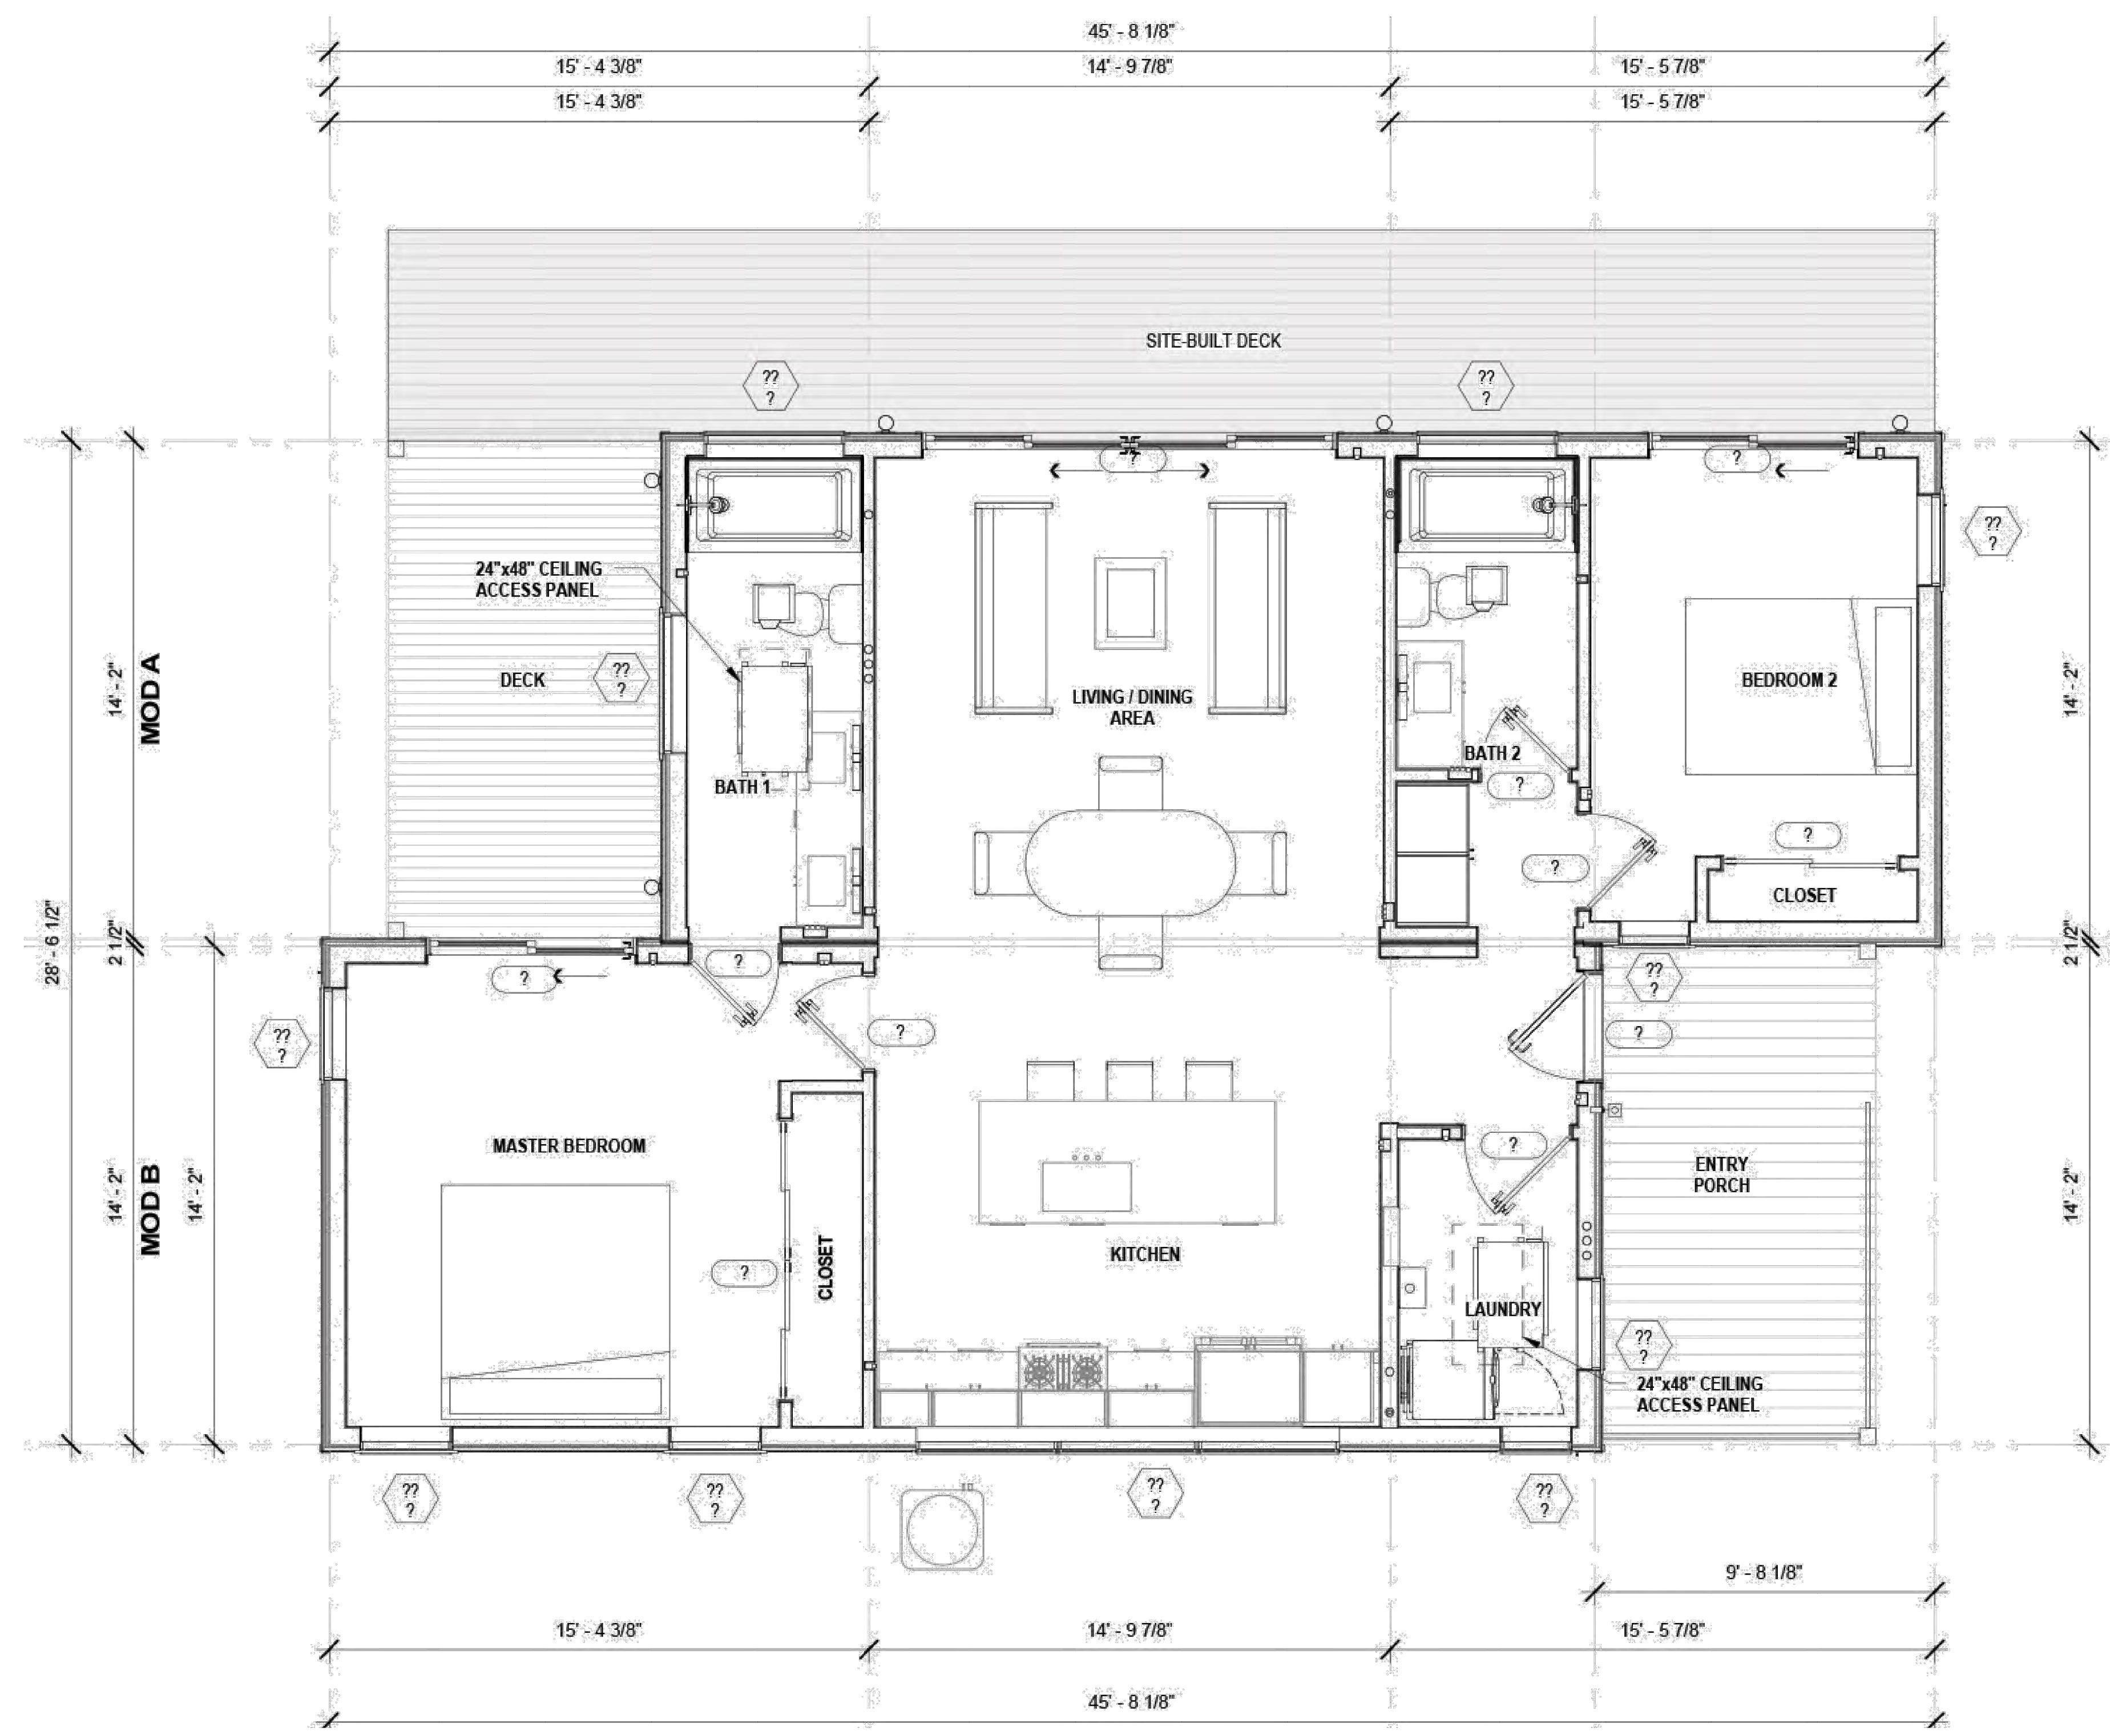 45' - 8 1/8"
15' - 4 3/8"
14' - 9 7/8"
15' - 5 7/8"
15' - 4 3/8"
15' - 5 7/8"
SITE-BUILT DECK
??
?
??
?
?
?
??
?
24"x48" CEILING
ACCESS PANEL
DECK
??
?
LIVING / DINING
AREA
BEDROOM 2
BATH 1
BATH 2
?
?
?
CLOSET
14' - 2"
MOD A
14' - 2"
28' - 6 1/2"
2 1/2"
2 1/2"
?
?
??
?
??
?
?
?
MASTER BEDROOM
?
ENTRY
PORCH
14' - 2"
MOD B
14' - 2"
14' - 2"
?
CLOSET
KITCHEN
LAUNDRY
??
?
24"x48" CEILING
ACCESS PANEL
??
?
??
?
??
?
??
?
9' - 8 1/8"
15' - 4 3/8"
14' - 9 7/8"
15' - 5 7/8"
45' - 8 1/8"